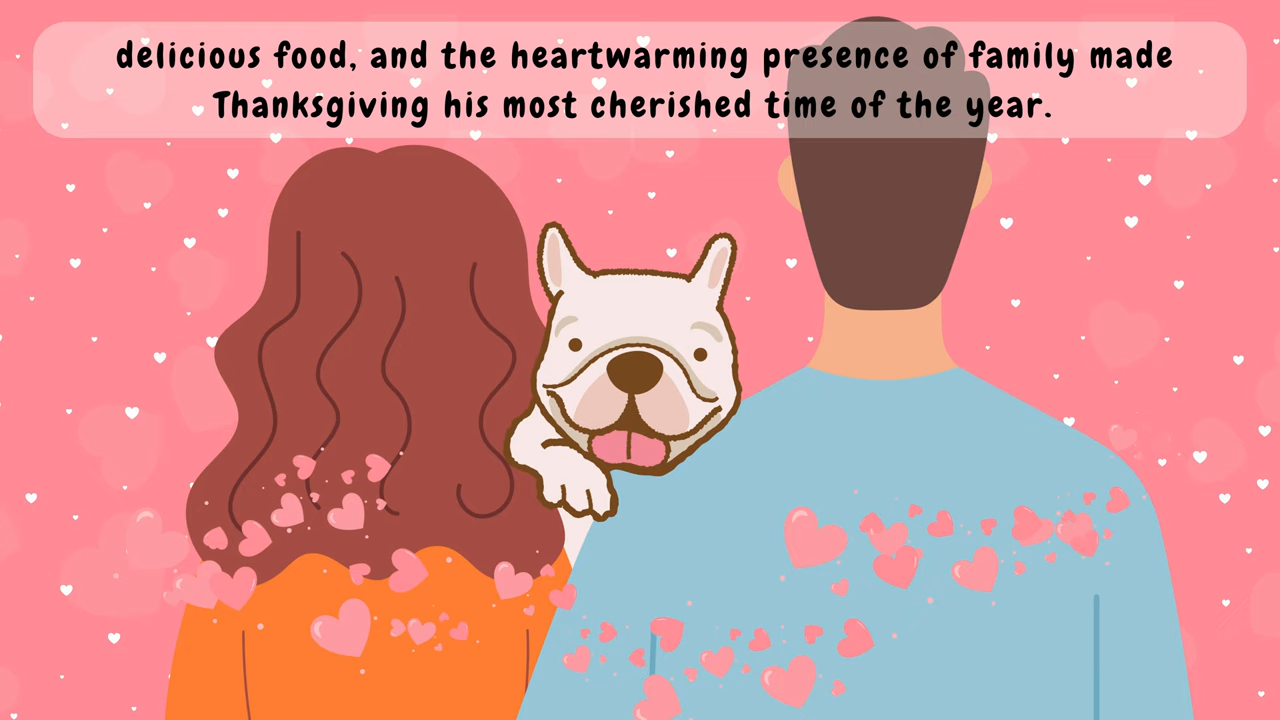 delicious food, and the heartwarming presence of family made
Thanksgiving his most cherished time of the year.